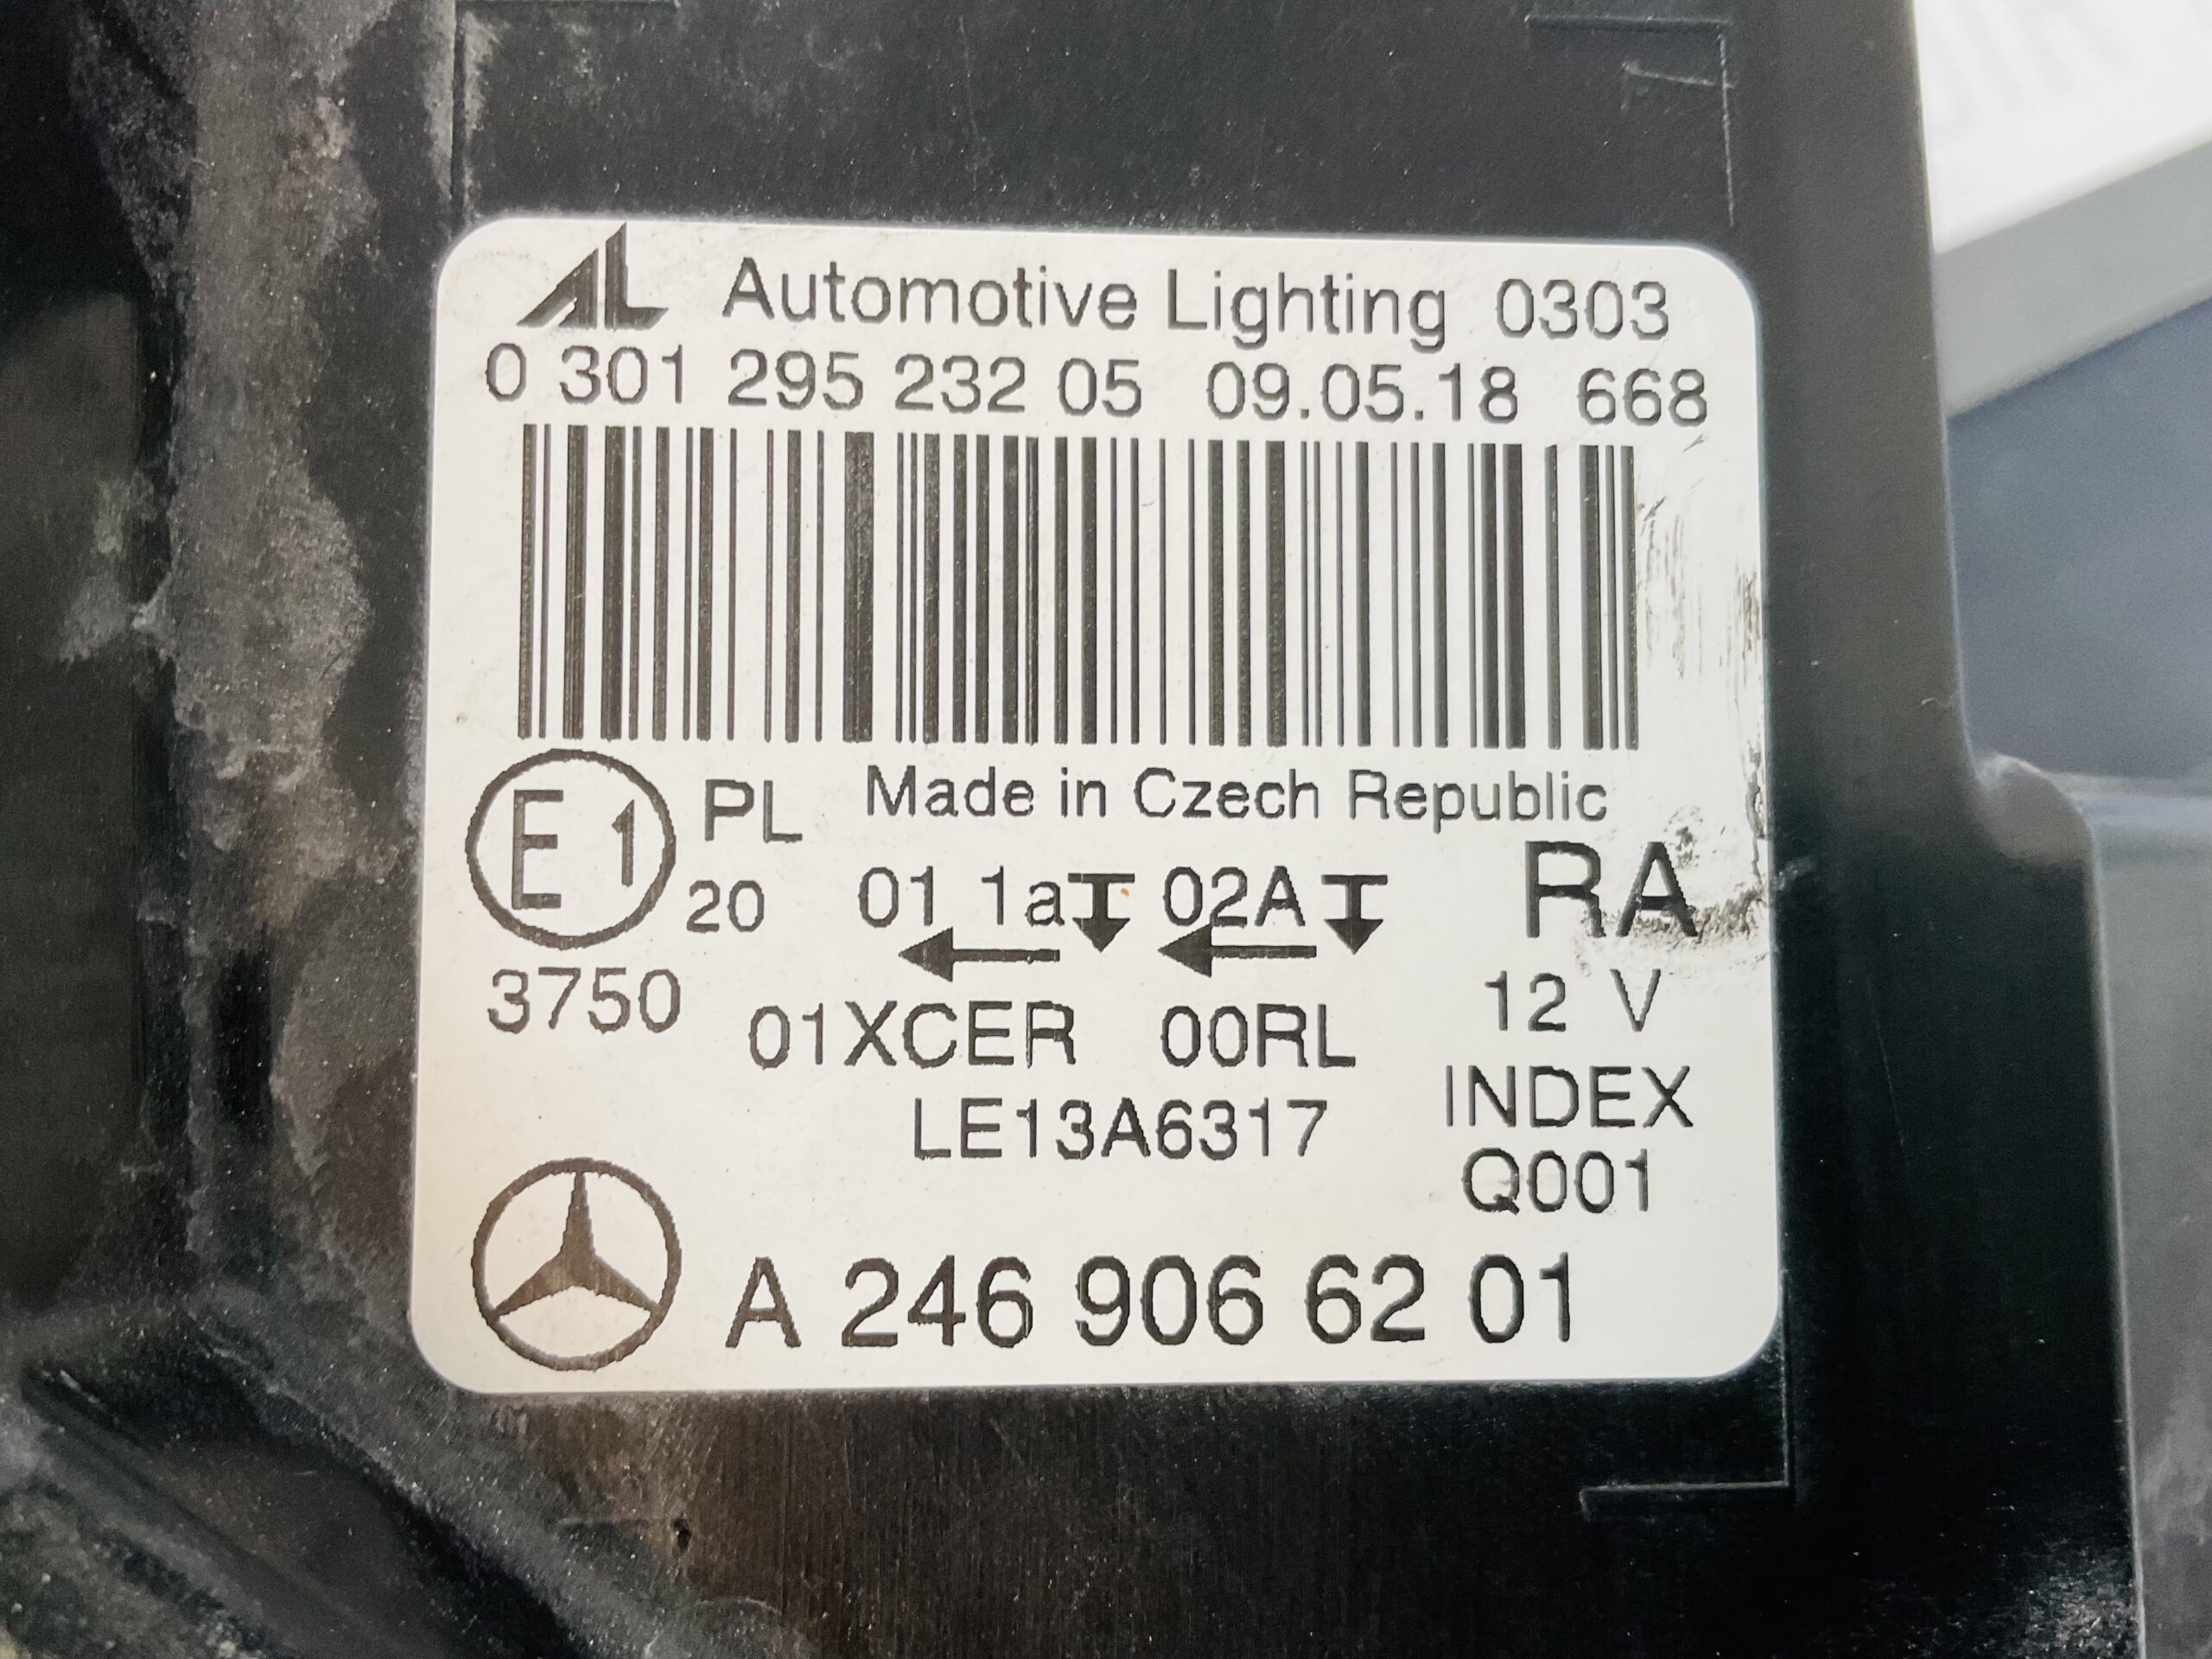 AL Automotive Lighting 0303
0 301 295 232 05 09.05.18 668
E1 PL Made in Czech Republic
20 01 1a 02A RA
3750 12 V
01XCER 00RL
INDEX
LE13A6317
Q001
A 246 906 62 01